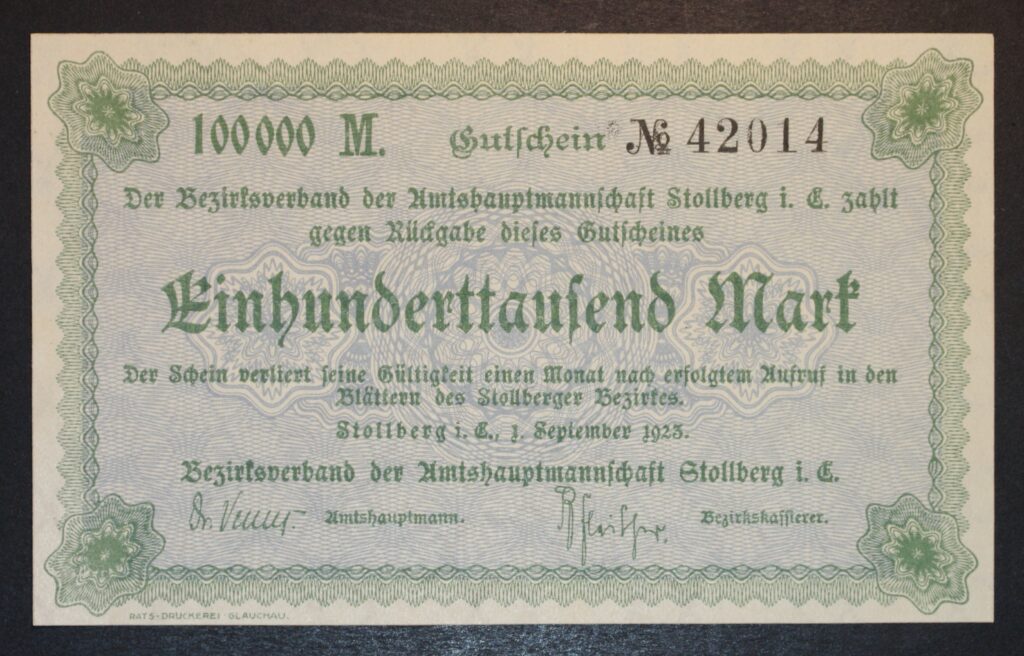 100000 M. Gutschein № 42014
Der Bezirksverband der Amtshauptmannschaft Stollberg i. E. zahlt
gegen Rückgabe dieses Gutscheines
Einhunderttausend Mark
Der Schein verliert seine Gültigkeit einen Monat nach erfolgtem Aufruf in den
Blättern des Stollberger Bezirkes.
Stollberg i. E., 1. September 1923.
Bezirksverband der Amtshauptmannschaft Stollberg i. E.
Dr. Amtshauptmann. Bezirkskassierer.
RATS-DRUCKEREI GLAUCHAU.